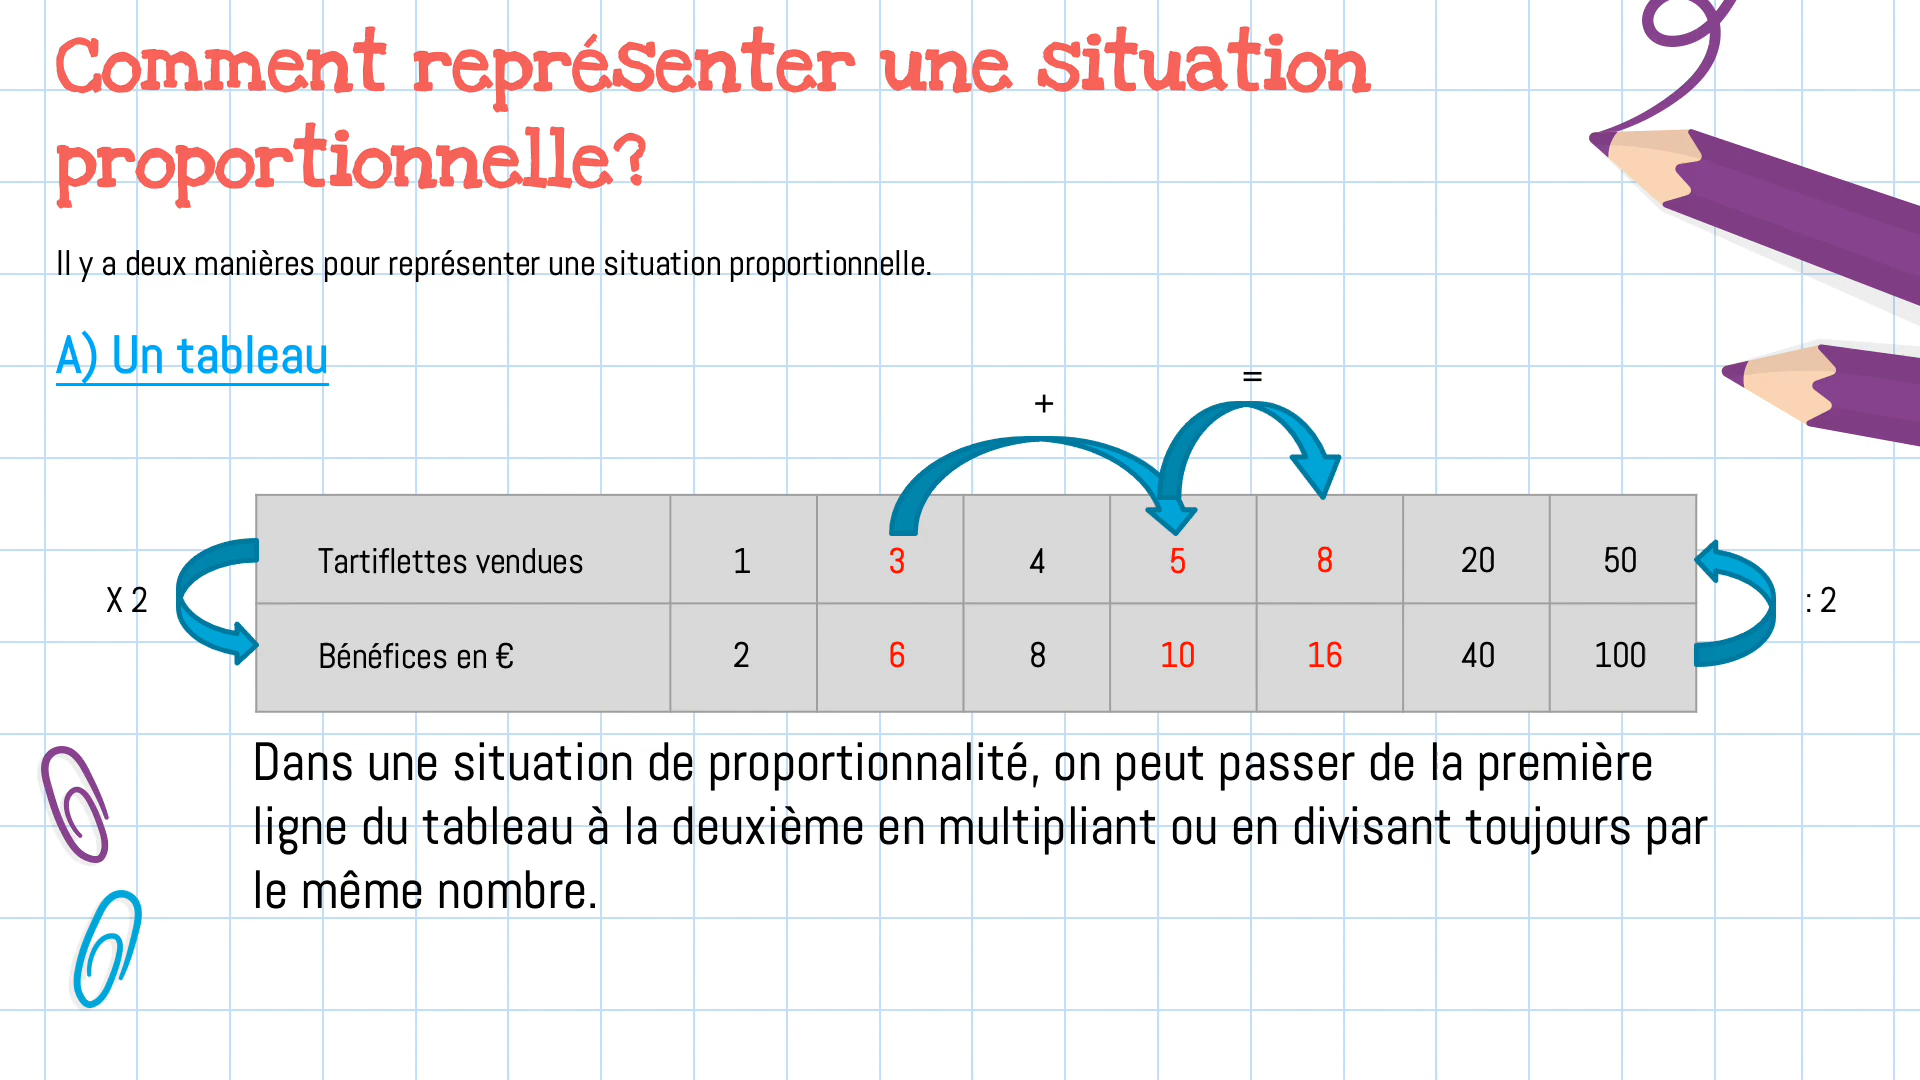 Comment représenter une situation
proportionnelle?
Il y a deux manières pour représenter une situation proportionnelle.
A) Un tableau
=
+
Tartiflettes vendues 1 3 4 5 8 20 50
X 2 : 2
Bénéfices en € 2 6 8 10 16 40 100
Dans une situation de proportionnalité, on peut passer de la première
ligne du tableau à la deuxième en multipliant ou en divisant toujours par
le même nombre.